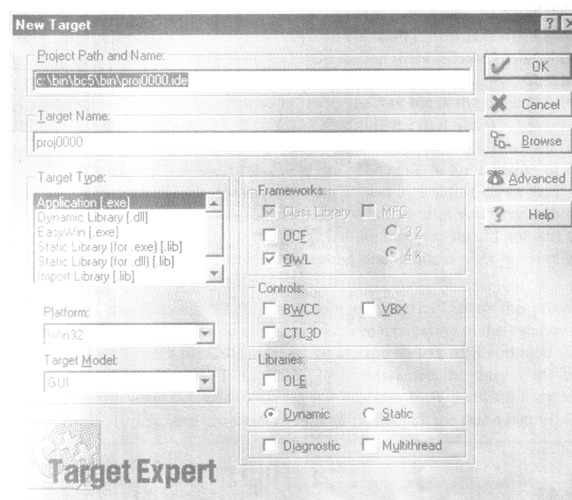 New Target
Project Path and Name:
c:\bin\bc5\bin\proj0000.ide
Target Name:
proj0000
Target Type:
Application [.exe]
Dynamic Library [.dll]
EasyWin [.exe]
Static Library (for .exe) [.lib]
Static Library (for .dll) [.lib]
Import Library [.lib]
Platform:
Win32
Target Model:
GUI
Target Expert
Frameworks:
Class Library MFC
OCF 3.2
OWL 4.x
Controls:
BWCC VBX
CTL3D
Libraries:
OLE
Dynamic Static
Diagnostic Multithread
OK
Cancel
Browse
Advanced
? Help